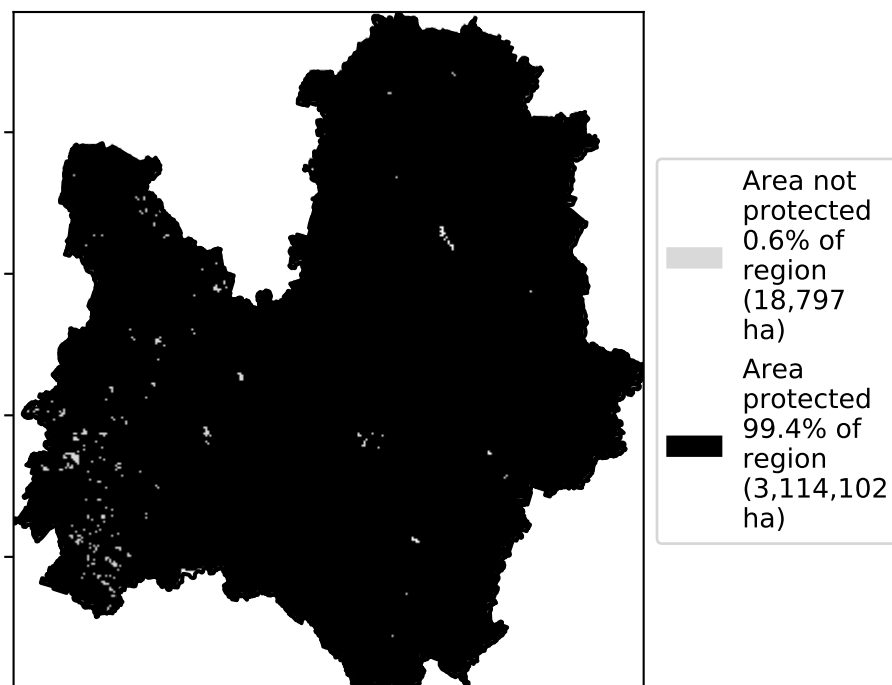 Area not
protected
0.6% of
region
(18,797
ha)
Area
protected
99.4% of
region
(3,114,102
ha)